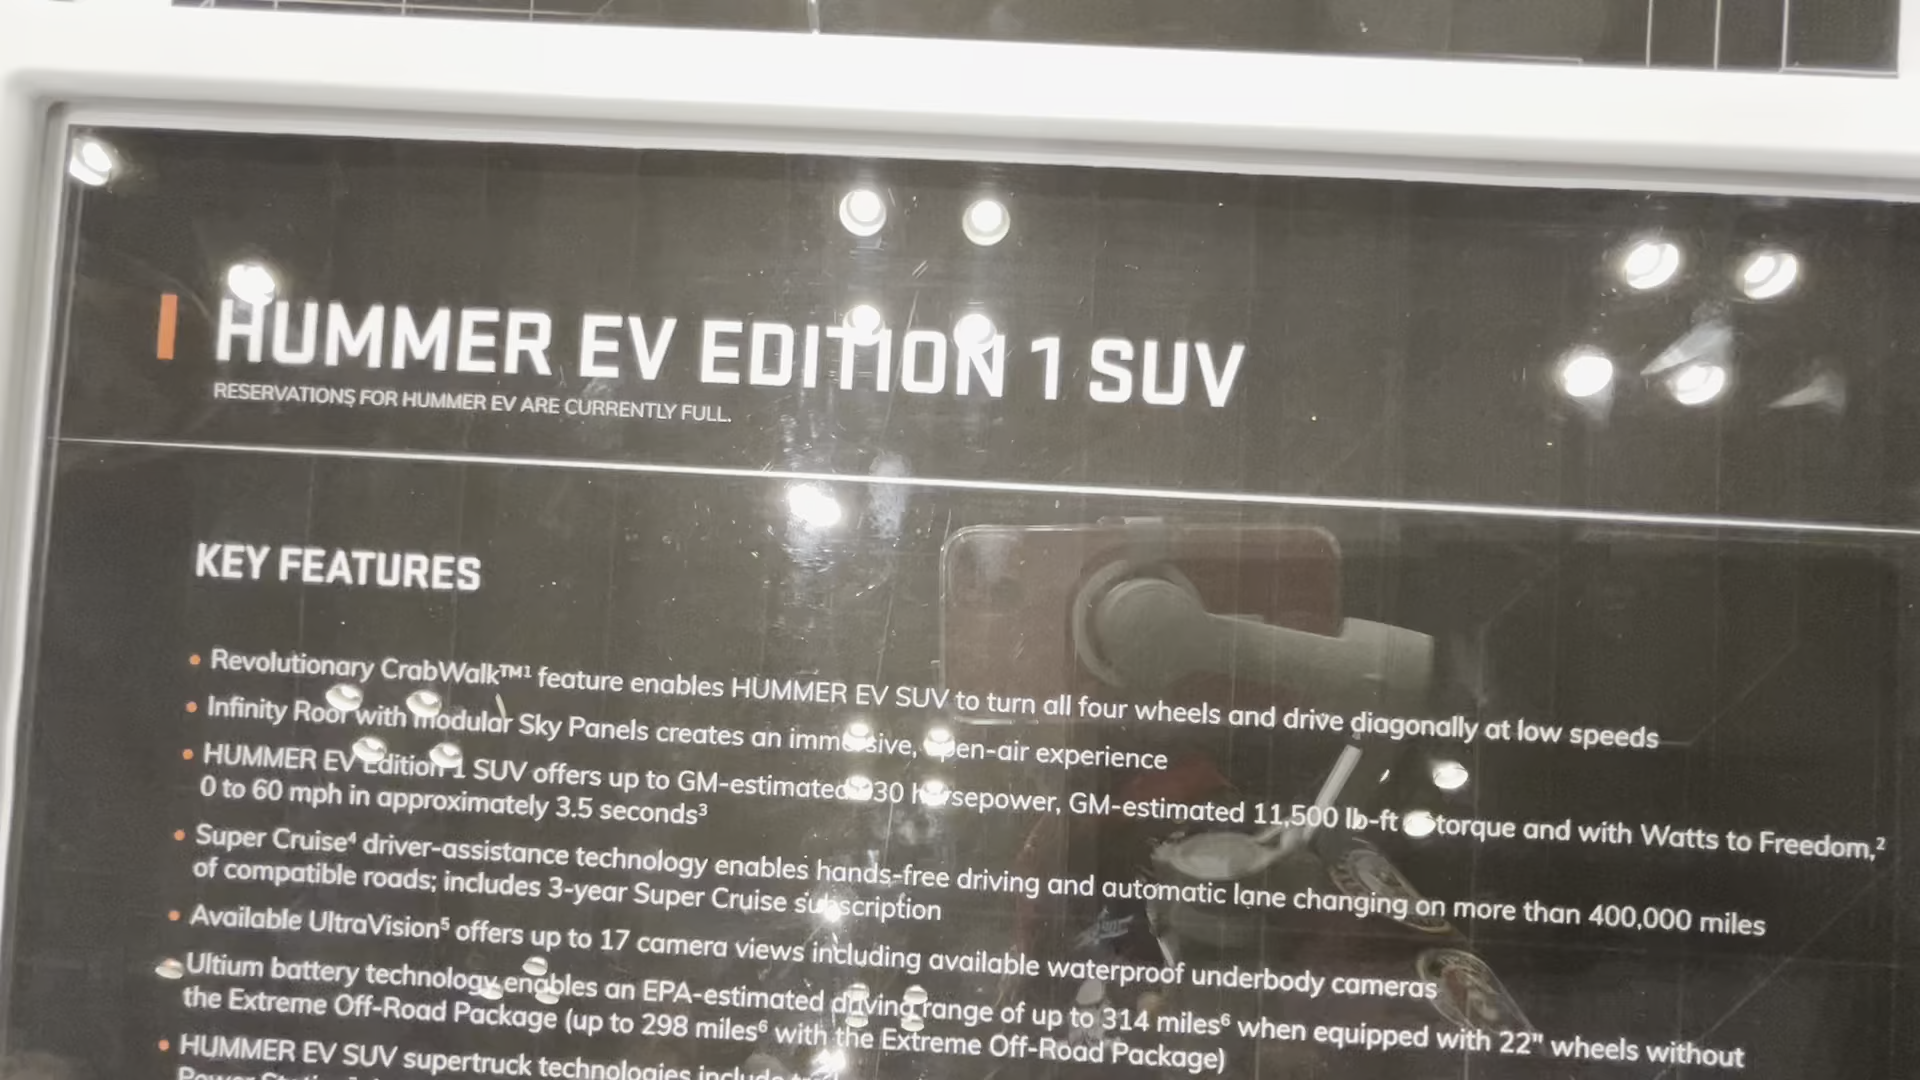 HUMMER EV EDITION 1 SUV
RESERVATIONS FOR HUMMER EV ARE CURRENTLY FULL.
KEY FEATURES
• Revolutionary CrabWalk™¹ feature enables HUMMER EV SUV to turn all four wheels and drive diagonally at low speeds
• Infinity Roof with modular Sky Panels creates an immersive, open-air experience
• HUMMER EV Edition 1 SUV offers up to GM-estimated 830 horsepower, GM-estimated 11,500 lb-ft of torque and with Watts to Freedom,²
0 to 60 mph in approximately 3.5 seconds³
• Super Cruise⁴ driver-assistance technology enables hands-free driving and automatic lane changing on more than 400,000 miles
of compatible roads; includes 3-year Super Cruise subscription
• Available UltraVision⁵ offers up to 17 camera views including available waterproof underbody cameras
• Ultium battery technology enables an EPA-estimated driving range of up to 314 miles⁶ when equipped with 22" wheels without
the Extreme Off-Road Package (up to 298 miles⁶ with the Extreme Off-Road Package)
• HUMMER EV SUV supertruck technologies include